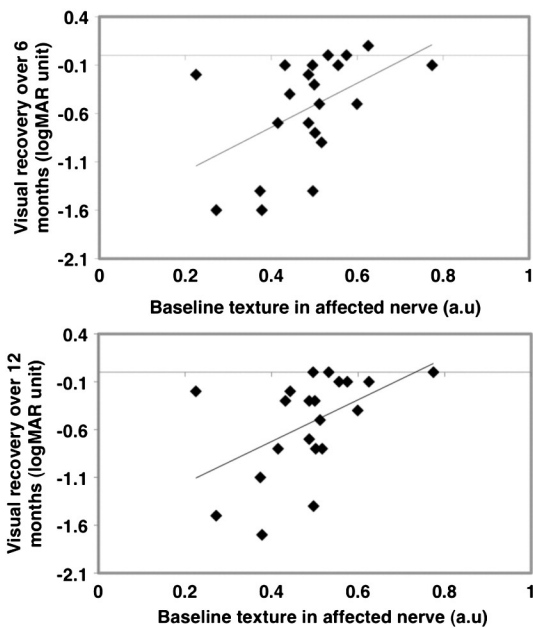 0.4
-0.1
-0.6
-1.1
-1.6
-2.1
Visual recovery over 6
months (logMAR unit)
0 0.2 0.4 0.6 0.8 1
Baseline texture in affected nerve (a.u)
0.4
-0.1
-0.6
-1.1
-1.6
-2.1
Visual recovery over 12
months (logMAR unit)
0 0.2 0.4 0.6 0.8 1
Baseline texture in affected nerve (a.u)